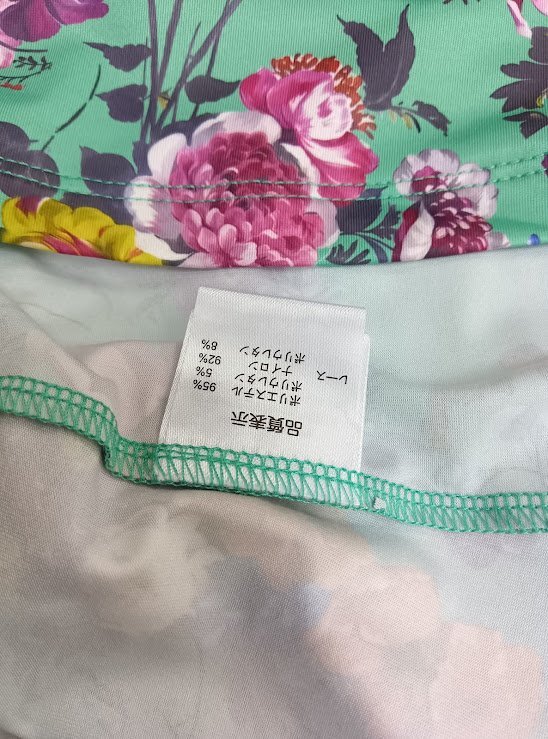 品質表示
ポリエステル 95%
ポリウレタン 5%
レース
ナイロン 92%
ポリウレタン 8%